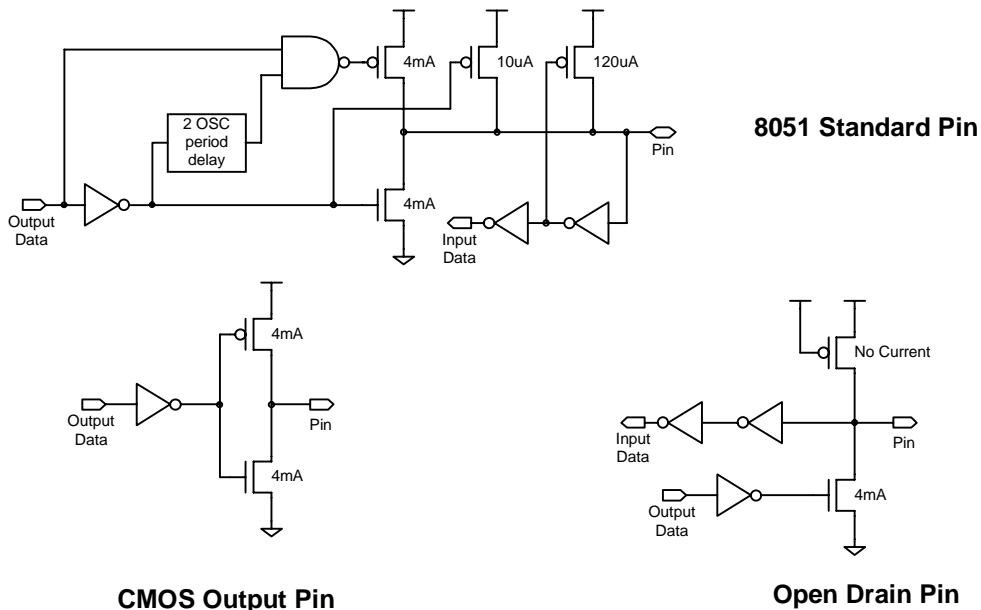 4mA
10uA
120uA
2 OSC
period
delay
8051 Standard Pin
Pin
Output
Data
4mA
Input
Data
4mA
Output
Data
Pin
4mA
CMOS Output Pin
No Current
Input
Data
Pin
4mA
Output
Data
Open Drain Pin